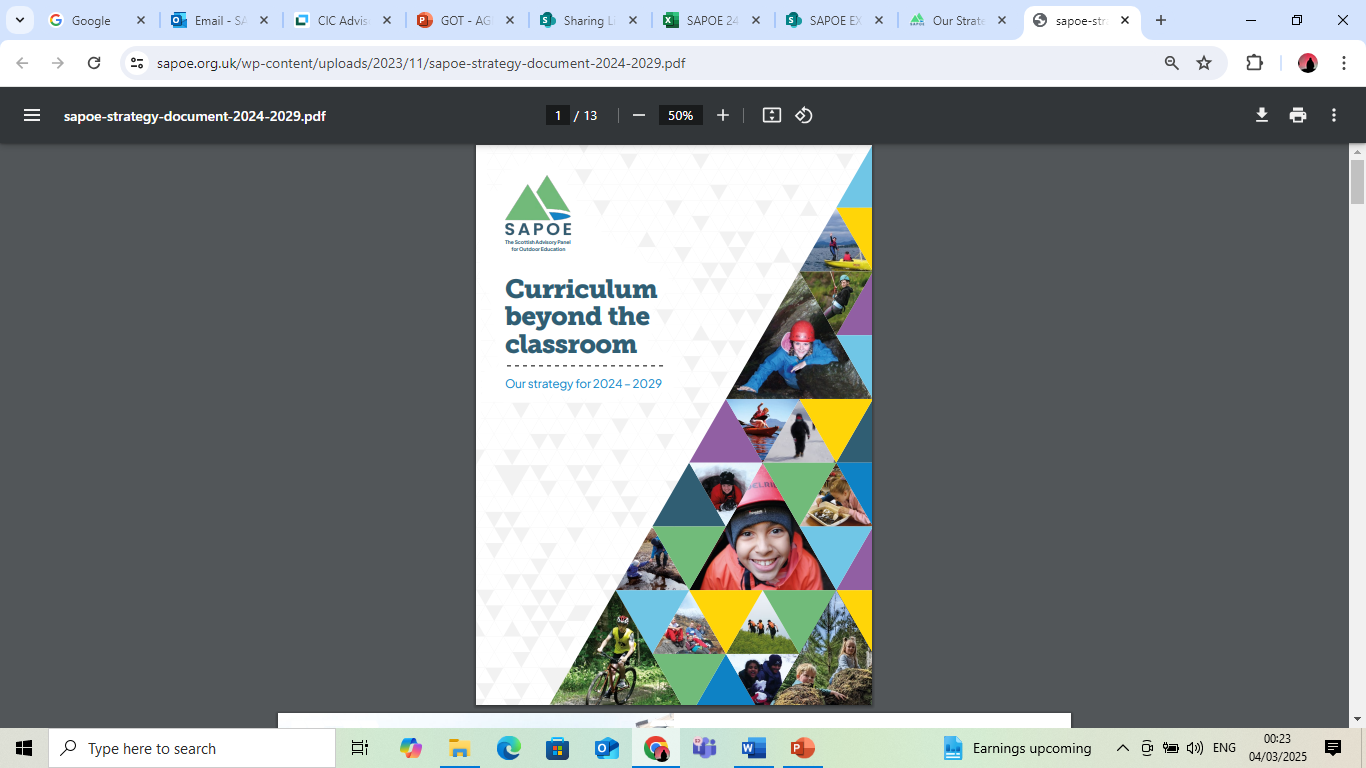 Google
Email - SA
CIC Advis
GOT - AG
Sharing Li
SAPOE 24
SAPOE EX
Our Strate
sapoe-str
sapoe.org.uk/wp-content/uploads/2023/11/sapoe-strategy-document-2024-2029.pdf
sapoe-strategy-document-2024-2029.pdf
1 / 13
50%
SAPOE
The Scottish Advisory Panel
for Outdoor Education
Curriculum
beyond the
classroom
Our strategy for 2024 – 2029
Type here to search
Earnings upcoming
ENG
00:23
04/03/2025